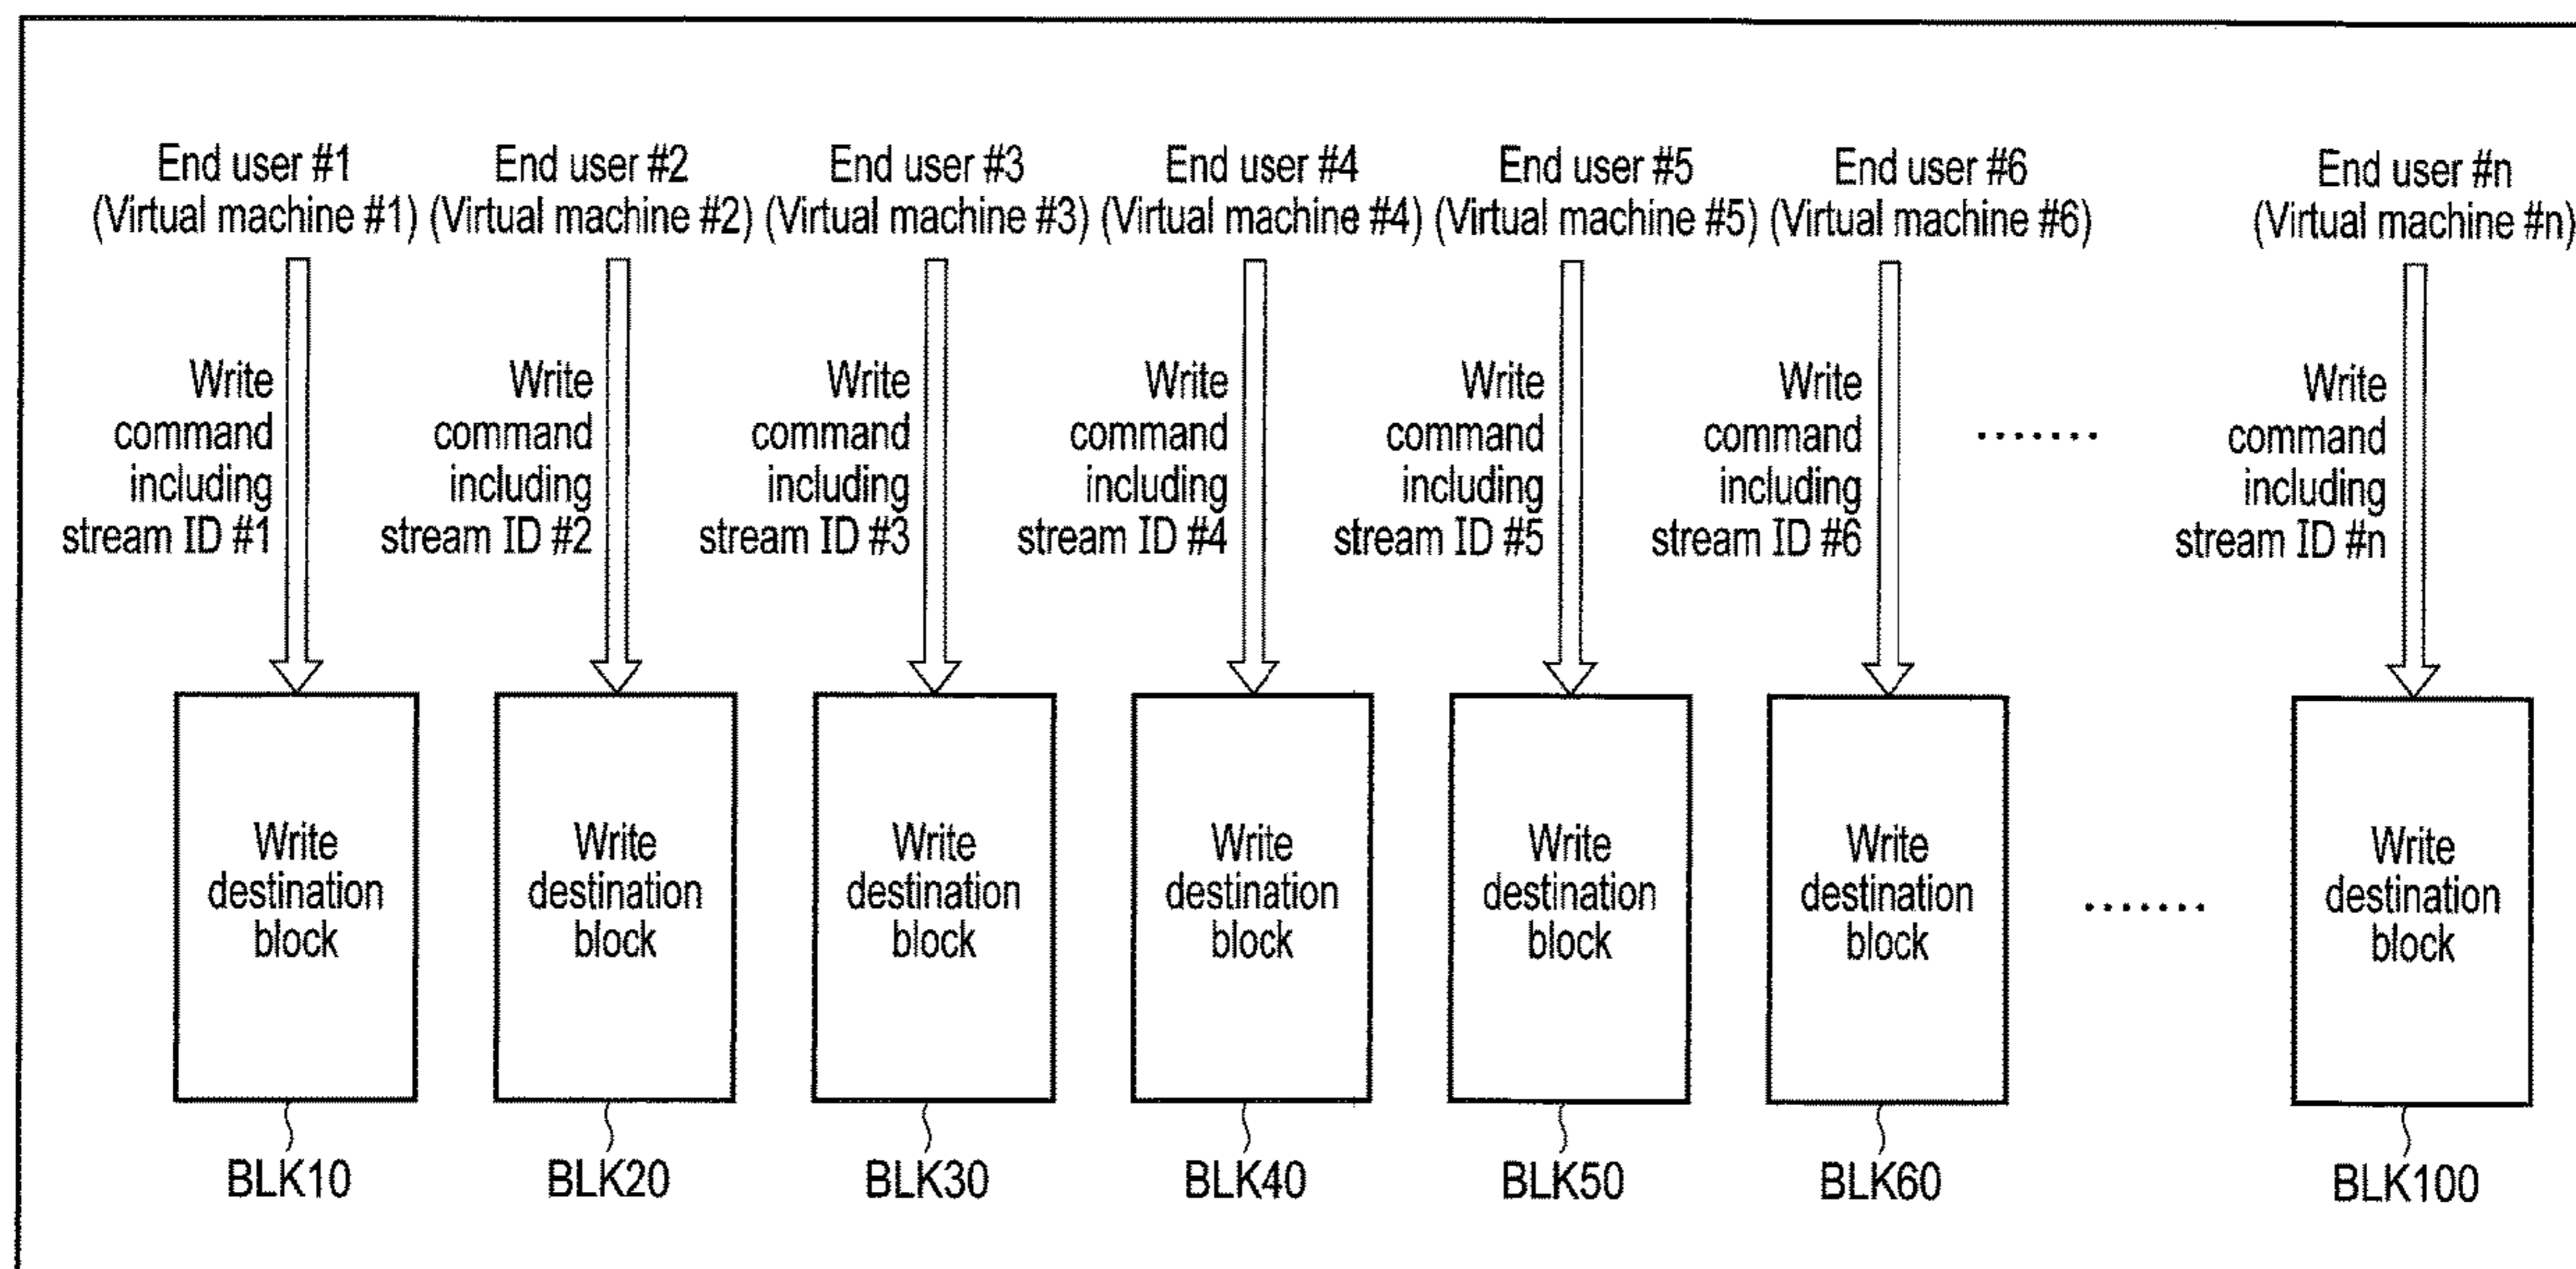 End user #1
(Virtual machine #1)
End user #2
(Virtual machine #2)
End user #3
(Virtual machine #3)
End user #4
(Virtual machine #4)
End user #5
(Virtual machine #5)
End user #6
(Virtual machine #6)
End user #n
(Virtual machine #n)
Write
command
including
stream ID #1
Write
command
including
stream ID #2
Write
command
including
stream ID #3
Write
command
including
stream ID #4
Write
command
including
stream ID #5
Write
command
including
stream ID #6
.......
Write
command
including
stream ID #n
Write
destination
block
Write
destination
block
Write
destination
block
Write
destination
block
Write
destination
block
Write
destination
block
.......
Write
destination
block
BLK10
BLK20
BLK30
BLK40
BLK50
BLK60
BLK100